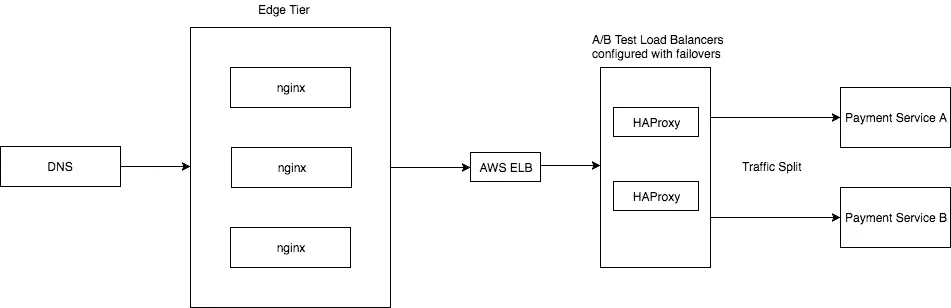 Edge Tier
DNS
nginx
nginx
nginx
AWS ELB
A/B Test Load Balancers
configured with failovers
HAProxy
HAProxy
Traffic Split
Payment Service A
Payment Service B